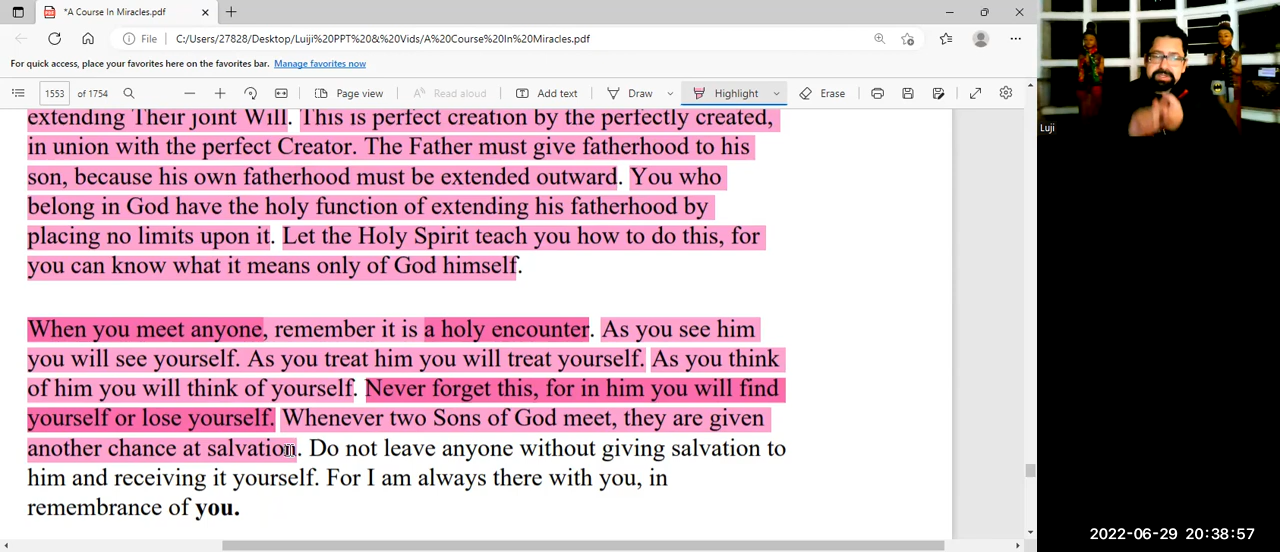 *A Course In Miracles.pdf
File
C:/Users/27828/Desktop/Luiji%20PPT%20&%20Vids/A%20Course%20In%20Miracles.pdf
For quick access, place your favorites here on the favorites bar. Manage favorites now
1553 of 1754
Page view
Read aloud
Add text
Draw
Highlight
Erase
extending Their joint Will. This is perfect creation by the perfectly created,
in union with the perfect Creator. The Father must give fatherhood to his
son, because his own fatherhood must be extended outward. You who
belong in God have the holy function of extending his fatherhood by
placing no limits upon it. Let the Holy Spirit teach you how to do this, for
you can know what it means only of God himself.
When you meet anyone, remember it is a holy encounter. As you see him
you will see yourself. As you treat him you will treat yourself. As you think
of him you will think of yourself. Never forget this, for in him you will find
yourself or lose yourself. Whenever two Sons of God meet, they are given
another chance at salvation. Do not leave anyone without giving salvation to
him and receiving it yourself. For I am always there with you, in
remembrance of you.
Luji
2022-06-29 20:38:57